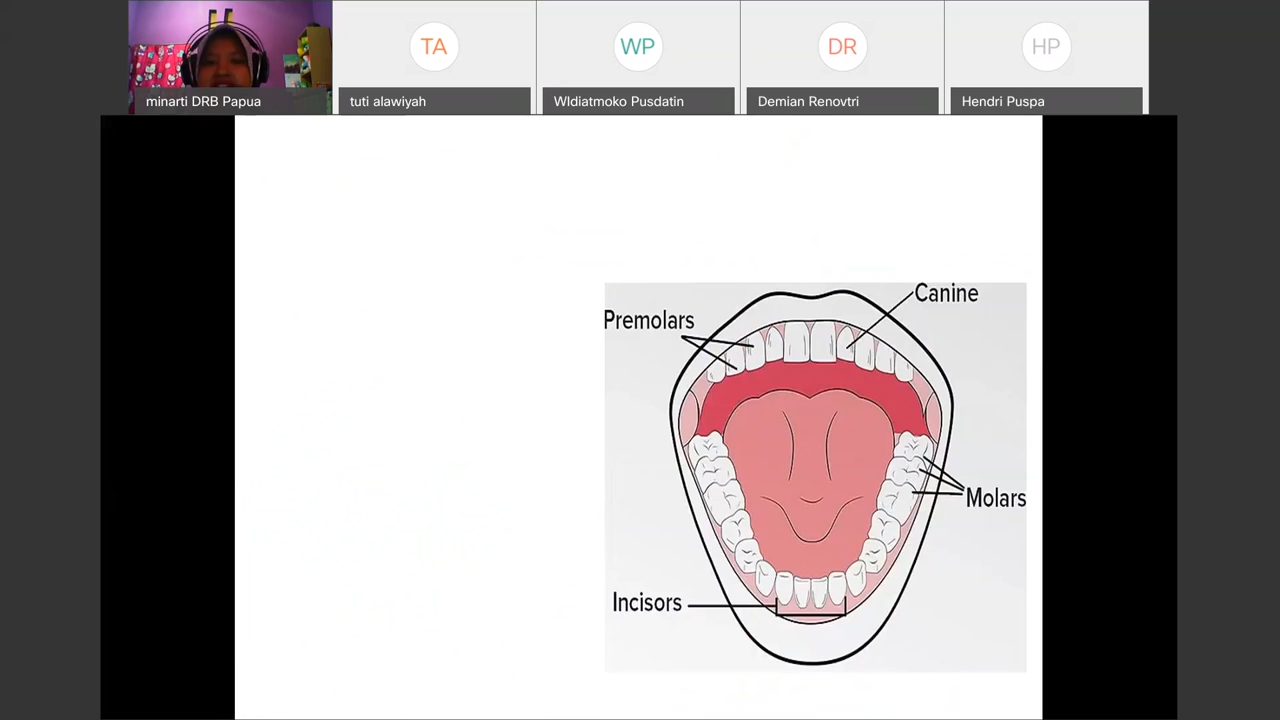 TA
WP
DR
HP
minarti DRB Papua
tuti alawiyah
WIdiatmoko Pusdatin
Demian Renovtri
Hendri Puspa
Canine
Premolars
Molars
Incisors